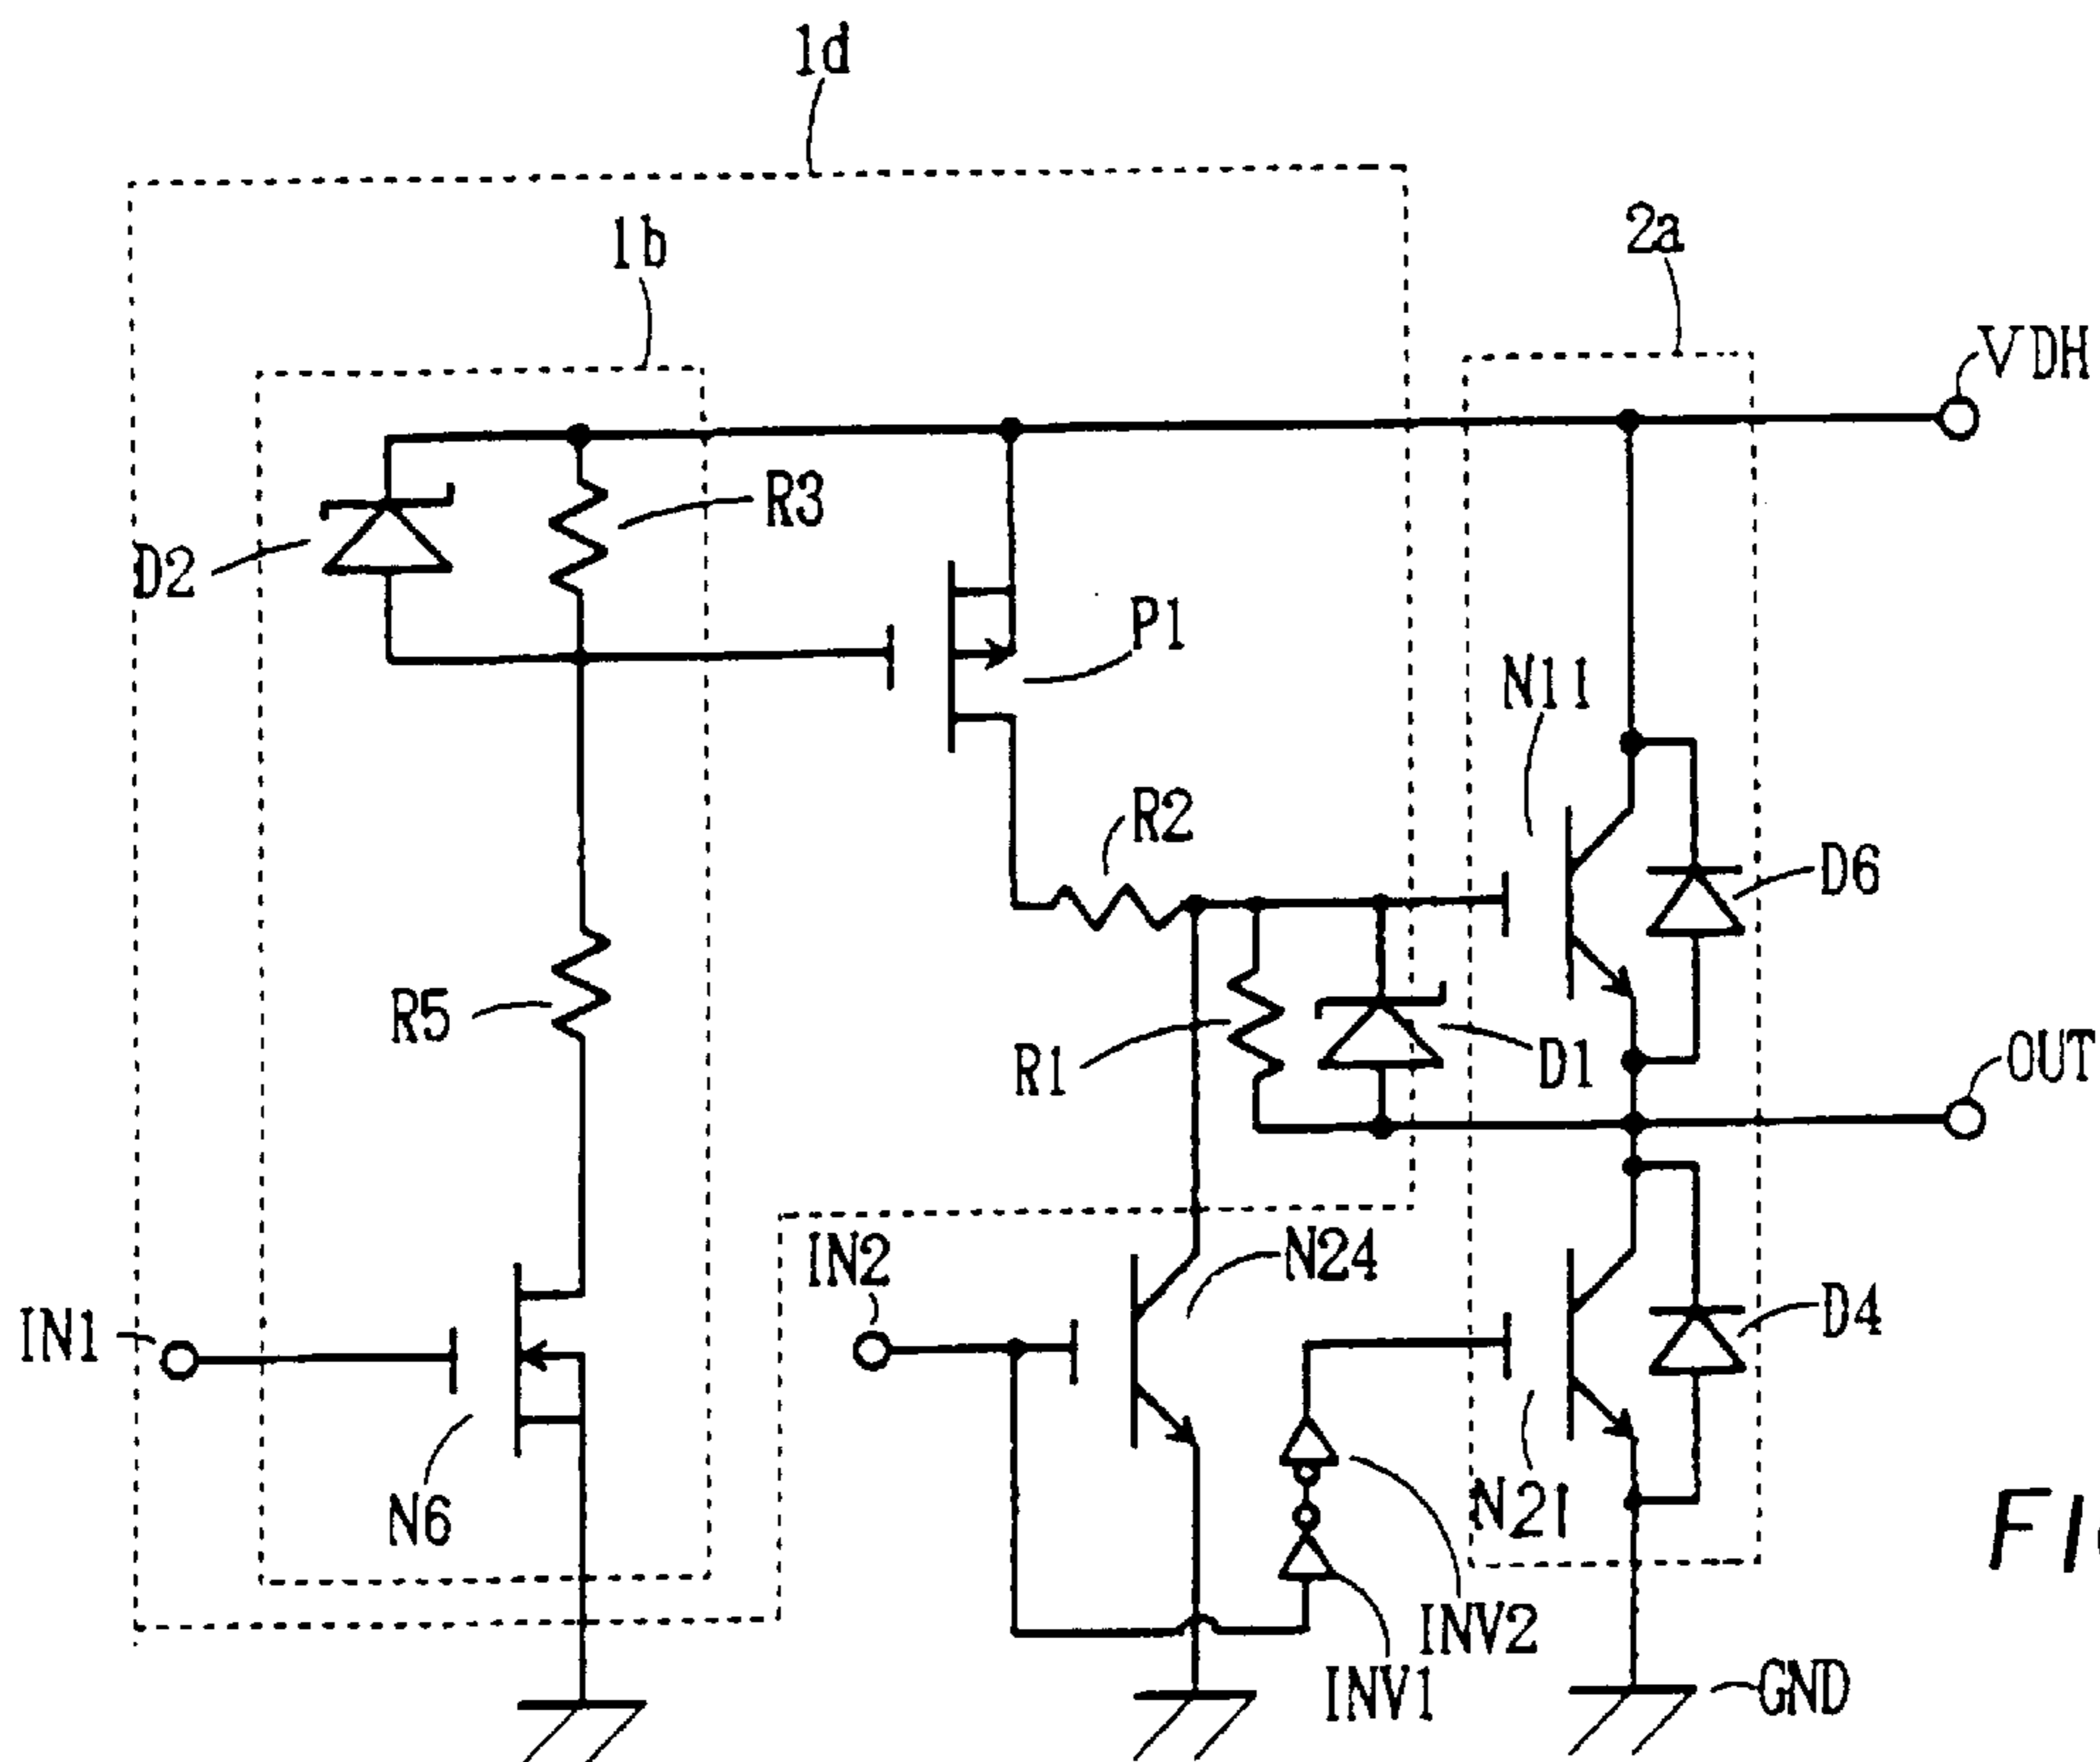 1d
1b
2a
VDH
R3
D2
P1
N11
R2
D6
R5
R1
D1
OUT
IN2
N24
IN1
D4
N6
N21
INV2
INV1
GND